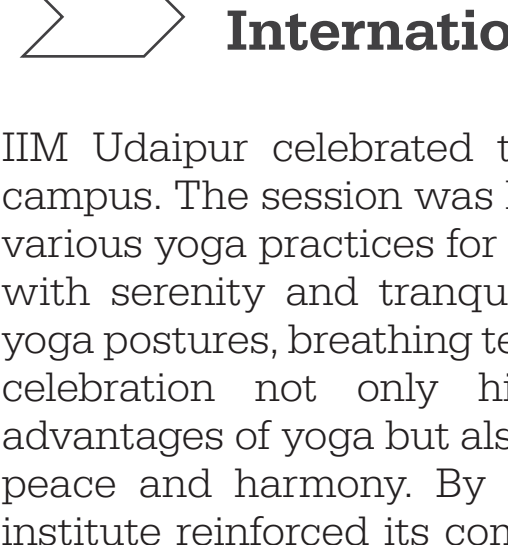 Internatio
IIM Udaipur celebrated t
campus. The session was
various yoga practices for
with serenity and tranqu
yoga postures, breathing te
celebration not only hi
advantages of yoga but als
peace and harmony. By
institute reinforced its com